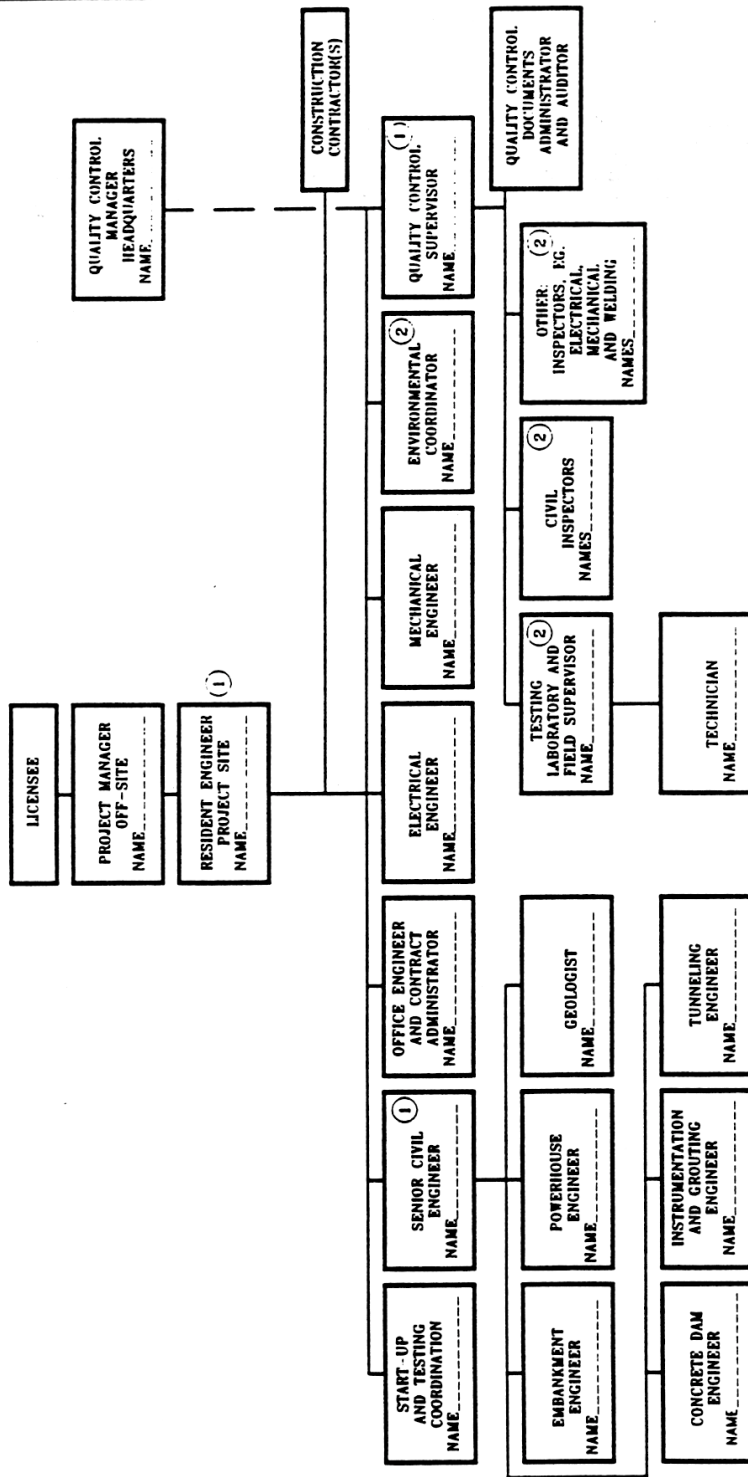 LICENSEE
PROJECT MANAGER
OFF-SITE
NAME
RESIDENT ENGINEER
PROJECT SITE
NAME
(1)
QUALITY CONTROL
MANAGER
HEADQUARTERS
NAME
CONSTRUCTION
CONTRACTOR(S)
START-UP
AND TESTING
COORDINATION
NAME
SENIOR CIVIL
ENGINEER
NAME
(1)
OFFICE ENGINEER
AND CONTRACT
ADMINISTRATOR
NAME
ELECTRICAL
ENGINEER
NAME
MECHANICAL
ENGINEER
NAME
ENVIRONMENTAL
COORDINATOR
NAME
(2)
QUALITY CONTROL
SUPERVISOR
NAME
(1)
EMBANKMENT
ENGINEER
NAME
POWERHOUSE
ENGINEER
NAME
GEOLOGIST
NAME
TESTING
LABORATORY AND
FIELD SUPERVISOR
NAME
(2)
CIVIL
INSPECTORS
NAMES
(2)
OTHER:
INSPECTORS, EG.
ELECTRICAL,
MECHANICAL
AND WELDING
NAMES
(2)
QUALITY CONTROL
DOCUMENTS
ADMINISTRATOR
AND AUDITOR
CONCRETE DAM
ENGINEER
NAME
INSTRUMENTATION
AND GROUTING
ENGINEER
NAME
TUNNELING
ENGINEER
NAME
TECHNICIAN
NAME